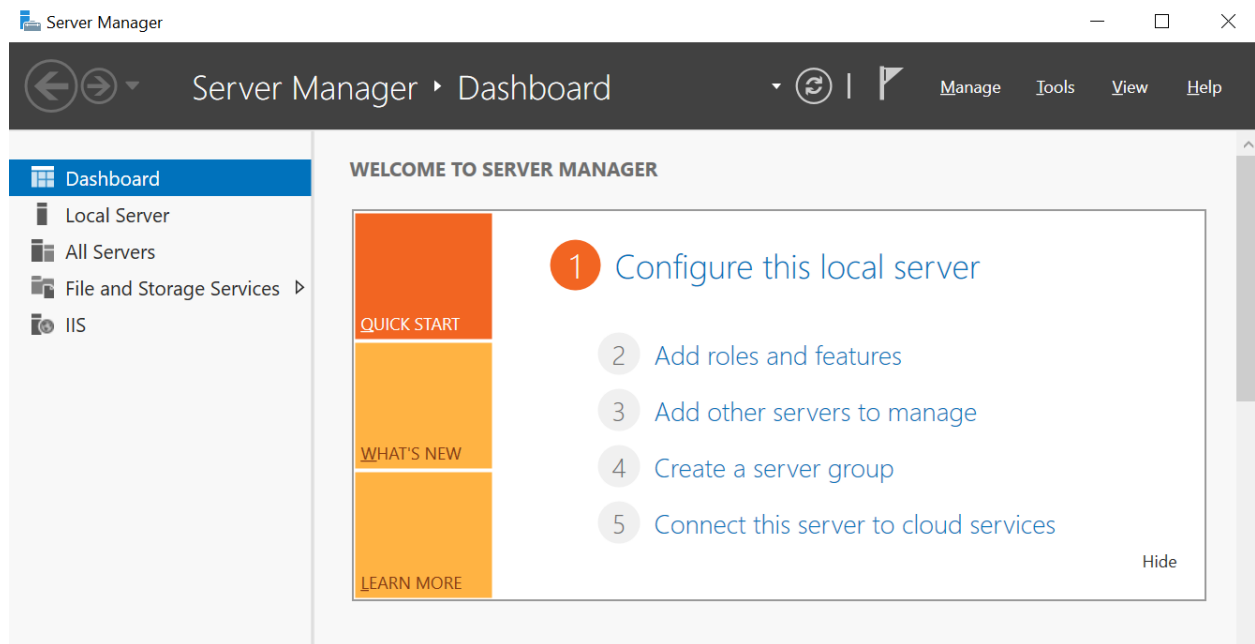 Server Manager
Server Manager ‣ Dashboard
Manage Tools View Help
Dashboard
Local Server
All Servers
File and Storage Services
IIS
WELCOME TO SERVER MANAGER
QUICK START
WHAT'S NEW
LEARN MORE
1 Configure this local server
2 Add roles and features
3 Add other servers to manage
4 Create a server group
5 Connect this server to cloud services
Hide